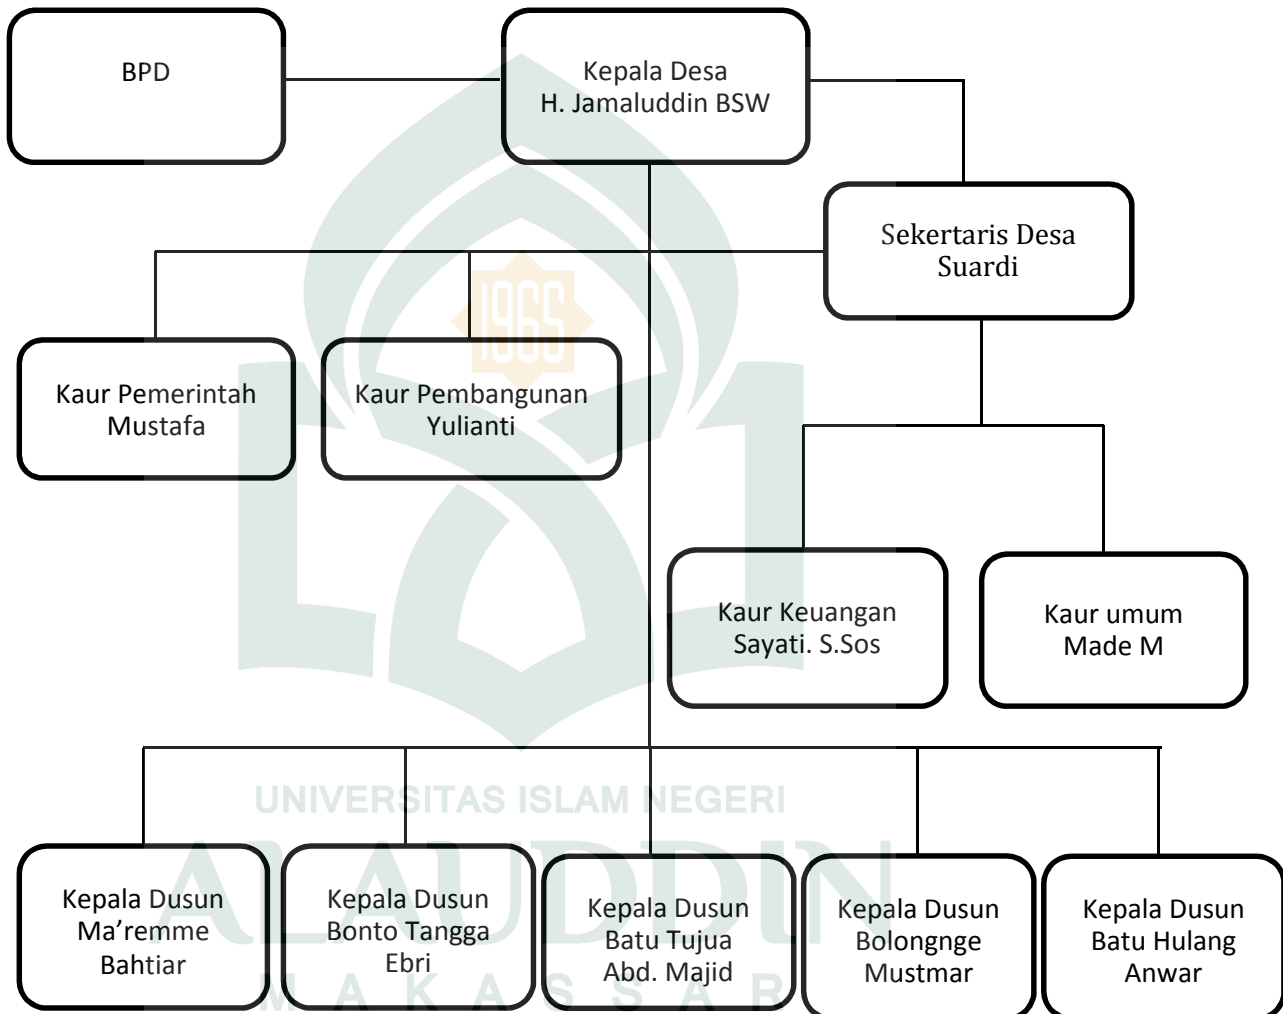 BPD
Kepala Desa
H. Jamaluddin BSW
Sekertaris Desa
Suardi
1965
Kaur Pemerintah
Mustafa
Kaur Pembangunan
Yulianti
Kaur Keuangan
Sayati. S.Sos
Kaur umum
Made M
UNIVERSITAS ISLAM NEGERI
ALAUDDIN
MAKASSAR
Kepala Dusun
Ma’remme
Bahtiar
Kepala Dusun
Bonto Tangga
Ebri
Kepala Dusun
Batu Tujua
Abd. Majid
Kepala Dusun
Bolongnge
Mustmar
Kepala Dusun
Batu Hulang
Anwar